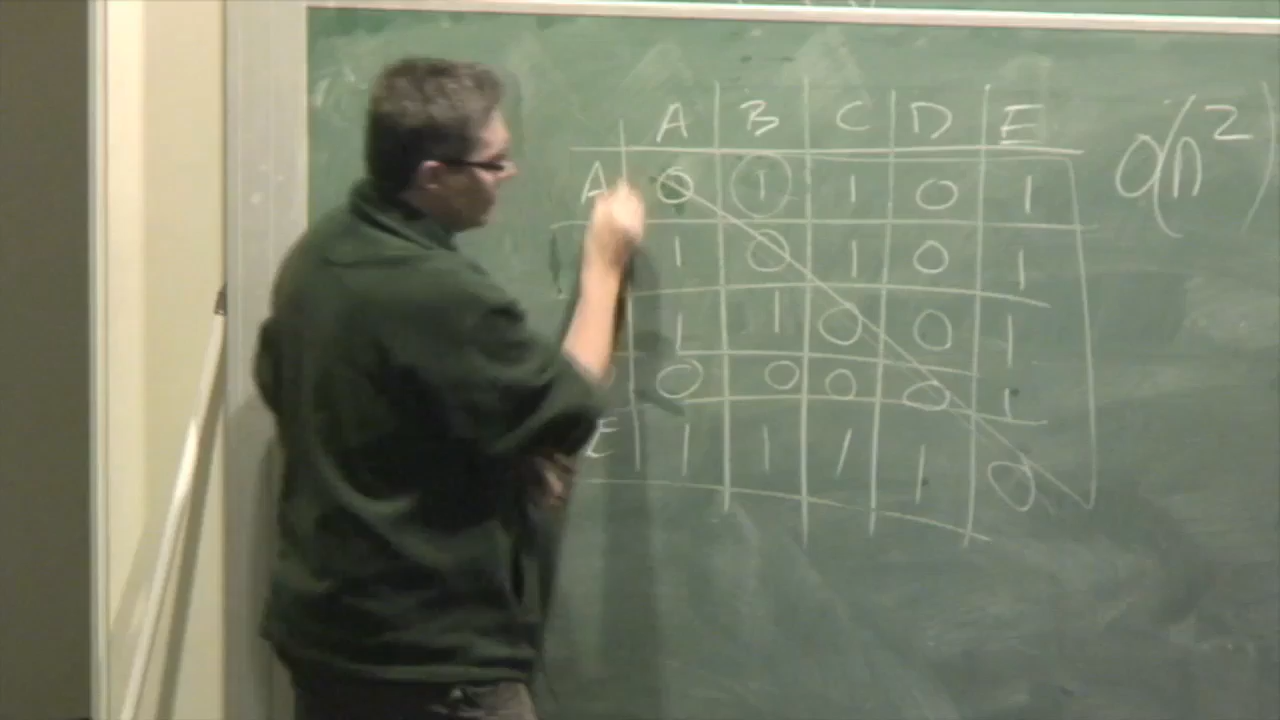 A B C D E
A 0 1 1 0 1 O(n²)
1 0 1 0 1
1 1 0 0 1
0 0 0 0 1
E 1 1 1 1 0